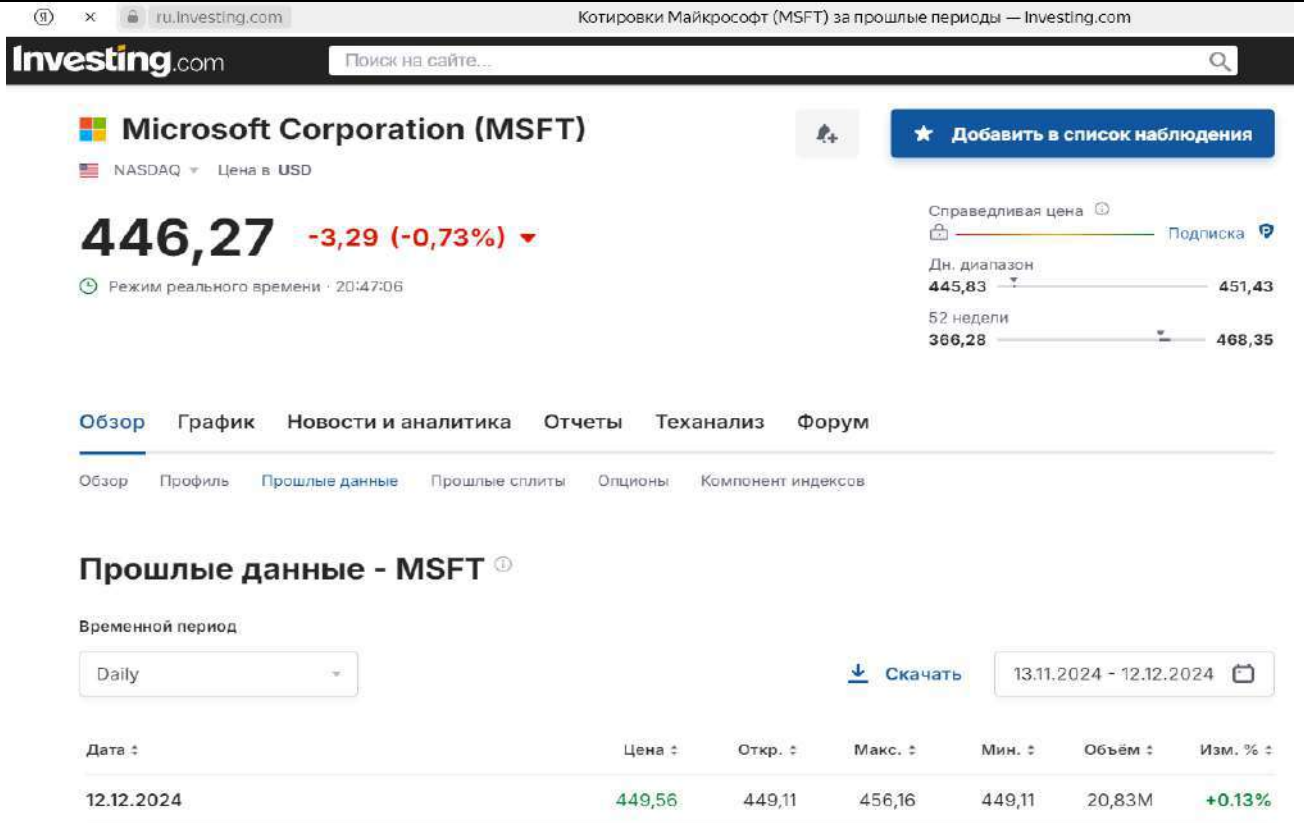 Я ru.investing.com Котировки Майкрософт (MSFT) за прошлые периоды — Investing.com
Investing.com Поиск на сайте...
Microsoft Corporation (MSFT) Добавить в список наблюдения
NASDAQ Цена в USD
446,27 -3,29 (-0,73%)
Режим реального времени · 20:47:06
Справедливая цена
Подписка
Дн. диапазон
445,83 451,43
52 недели
366,28 468,35
Обзор График Новости и аналитика Отчеты Теханализ Форум
Обзор Профиль Прошлые данные Прошлые сплиты Опционы Компонент индексов
Прошлые данные - MSFT
Временной период
Daily Скачать 13.11.2024 - 12.12.2024
Дата Цена Откр. Макс. Мин. Объём Изм. %
12.12.2024 449,56 449,11 456,16 449,11 20,83M +0.13%